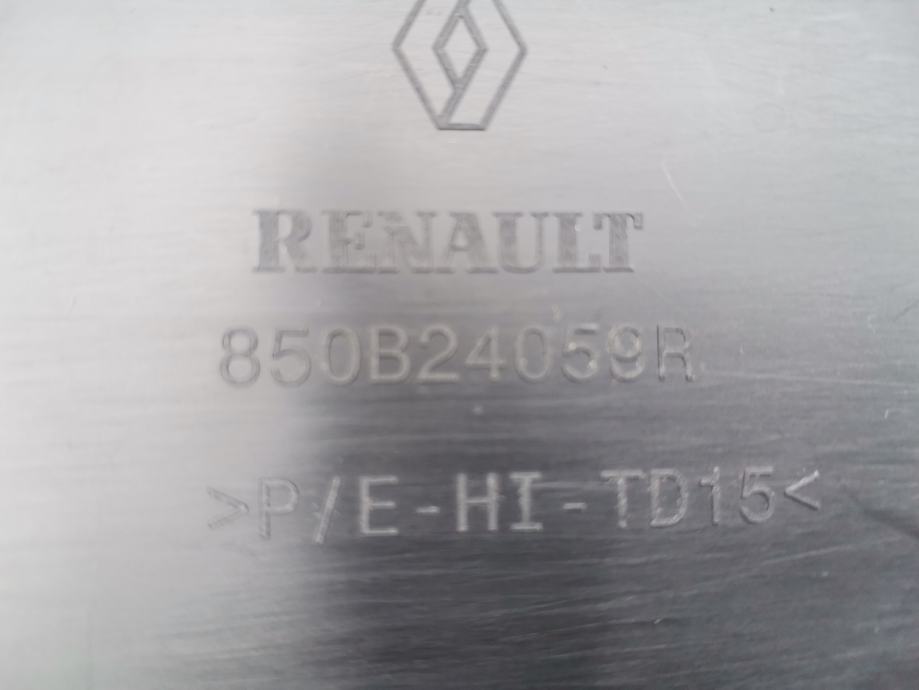 RENAULT
850B24059R
>P/E-HI-TD15<